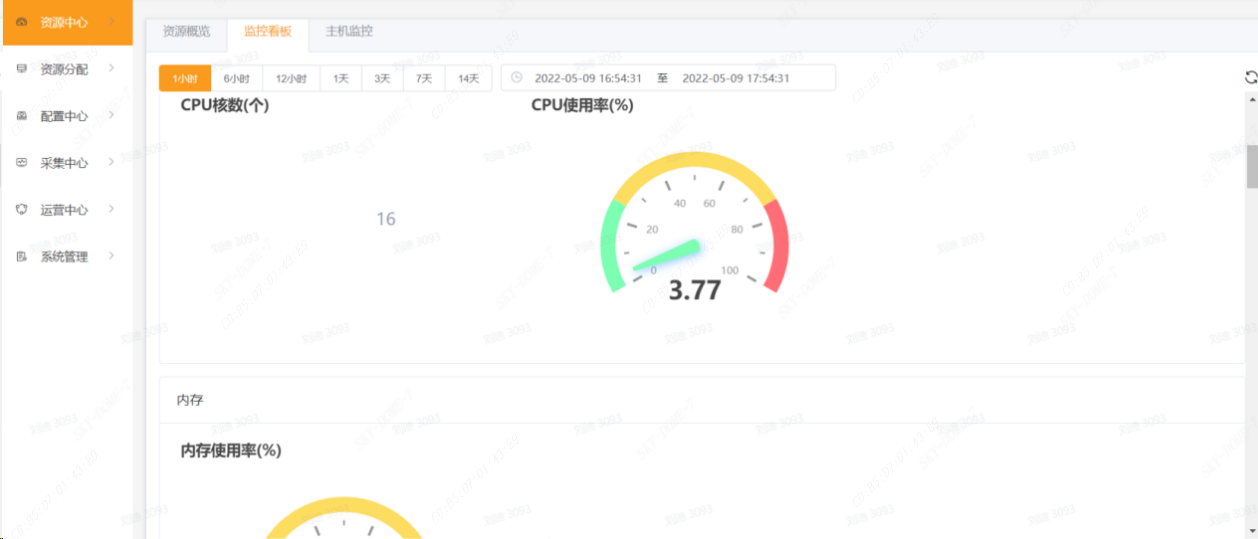 资源中心
资源分配
配置中心
采集中心
运营中心
系统管理
资源概览 监控看板 主机监控
1小时 6小时 12小时 1天 3天 7天 14天 2022-05-09 16:54:31 至 2022-05-09 17:54:31
CPU核数(个) CPU使用率(%)
16
40 60
20 80
0 100
3.77
内存
内存使用率(%)